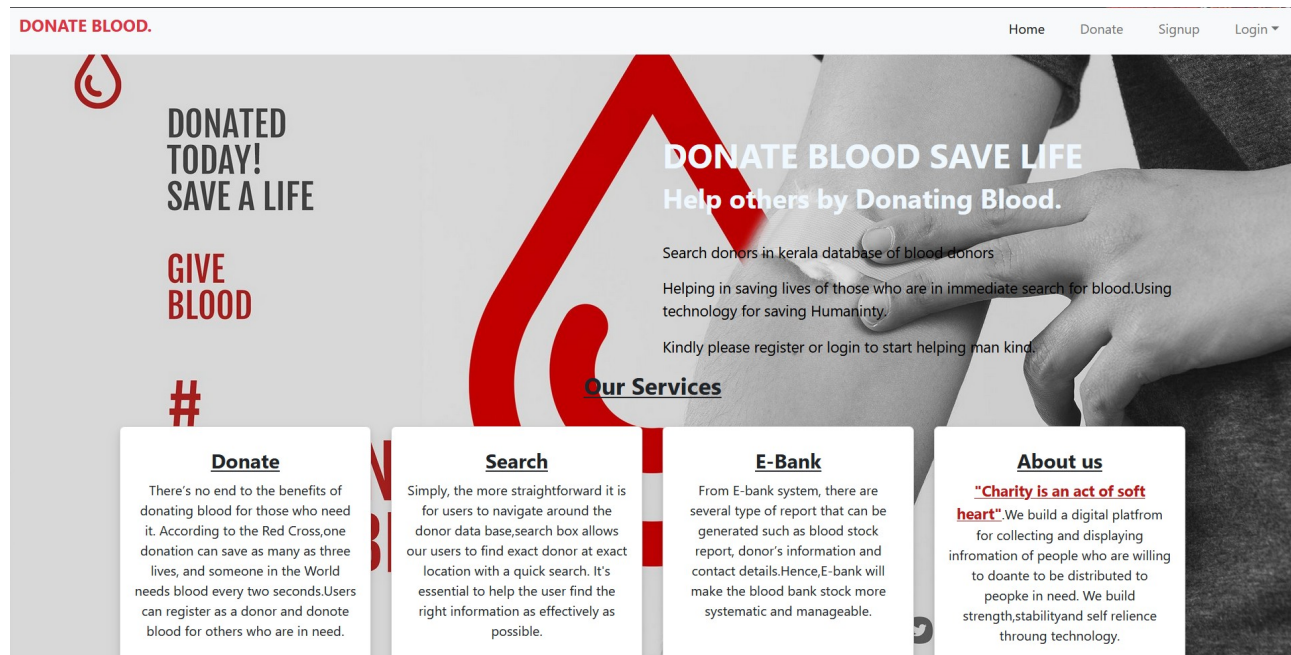 DONATE BLOOD.
Home Donate Signup Login
DONATED
TODAY!
SAVE A LIFE
GIVE
BLOOD
#
DONATE BLOOD SAVE LIFE
Help others by Donating Blood.
Search donors in kerala database of blood donors
Helping in saving lives of those who are in immediate search for blood.Using
technology for saving Humaninty.
Kindly please register or login to start helping man kind.
Our Services
Donate
There's no end to the benefits of
donating blood for those who need
it. According to the Red Cross,one
donation can save as many as three
lives, and someone in the World
needs blood every two seconds.Users
can register as a donor and donote
blood for others who are in need.
Search
Simply, the more straightforward it is
for users to navigate around the
donor data base,search box allows
our users to find exact donor at exact
location with a quick search. It's
essential to help the user find the
right information as effectively as
possible.
E-Bank
From E-bank system, there are
several type of report that can be
generated such as blood stock
report, donor's information and
contact details.Hence,E-bank will
make the blood bank stock more
systematic and manageable.
About us
"Charity is an act of soft
heart".We build a digital platfrom
for collecting and displaying
infromation of people who are willing
to doante to be distributed to
peopke in need. We build
strength,stabilityand self relience
throung technology.